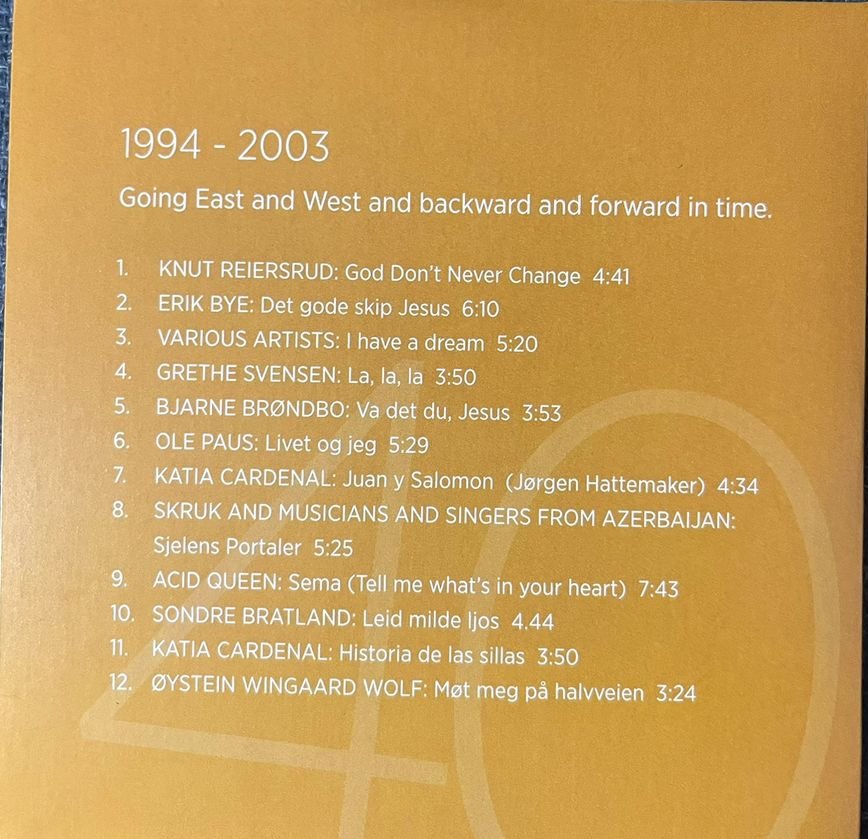 1994 - 2003
Going East and West and backward and forward in time.
1. KNUT REIERSRUD: God Don't Never Change 4:41
2. ERIK BYE: Det gode skip Jesus 6:10
3. VARIOUS ARTISTS: I have a dream 5:20
4. GRETHE SVENSEN: La, la, la 3:50
5. BJARNE BRØNDBO: Va det du, Jesus 3:53
6. OLE PAUS: Livet og jeg 5:29
7. KATIA CARDENAL: Juan y Salomon (Jørgen Hattemaker) 4:34
8. SKRUK AND MUSICIANS AND SINGERS FROM AZERBAIJAN:
Sjelens Portaler 5:25
9. ACID QUEEN: Sema (Tell me what's in your heart) 7:43
10. SONDRE BRATLAND: Leid milde ljos 4.44
11. KATIA CARDENAL: Historia de las sillas 3:50
12. ØYSTEIN WINGAARD WOLF: Møt meg på halvveien 3:24
40